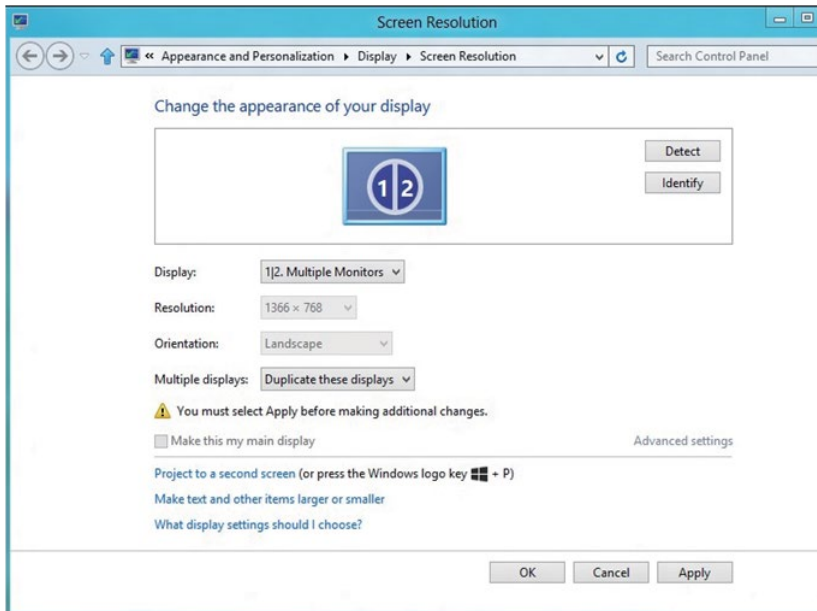 Screen Resolution
« Appearance and Personalization ▸ Display ▸ Screen Resolution
Search Control Panel
Change the appearance of your display
1|2
Detect
Identify
Display: 1|2. Multiple Monitors
Resolution: 1366 × 768
Orientation: Landscape
Multiple displays: Duplicate these displays
You must select Apply before making additional changes.
Make this my main display Advanced settings
Project to a second screen (or press the Windows logo key + P)
Make text and other items larger or smaller
What display settings should I choose?
OK Cancel Apply